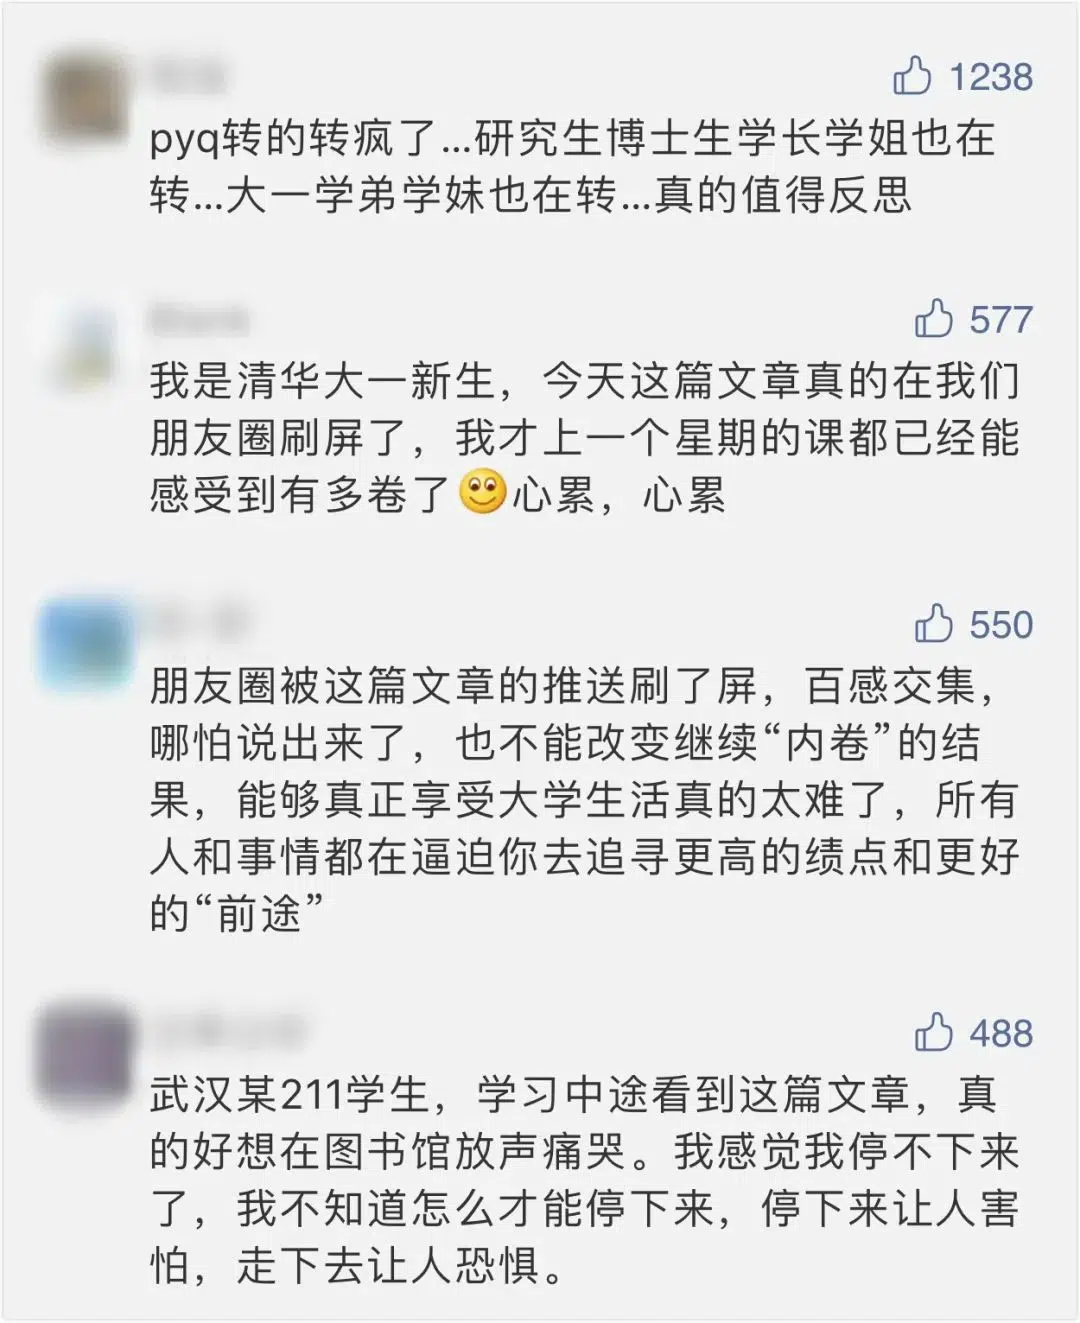 1238
pyq转的转疯了...研究生博士生学长学姐也在
转...大一学弟学妹也在转...真的值得反思
577
我是清华大一新生，今天这篇文章真的在我们
朋友圈刷屏了，我才上一个星期的课都已经能
感受到有多卷了🙂心累，心累
550
朋友圈被这篇文章的推送刷了屏，百感交集，
哪怕说出来了，也不能改变继续“内卷”的结
果，能够真正享受大学生活真的太难了，所有
人和事情都在逼迫你去追寻更高的绩点和更好
的“前途”
488
武汉某211学生，学习中途看到这篇文章，真
的好想在图书馆放声痛哭。我感觉我停不下来
了，我不知道怎么才能停下来，停下来让人害
怕，走下去让人恐惧。